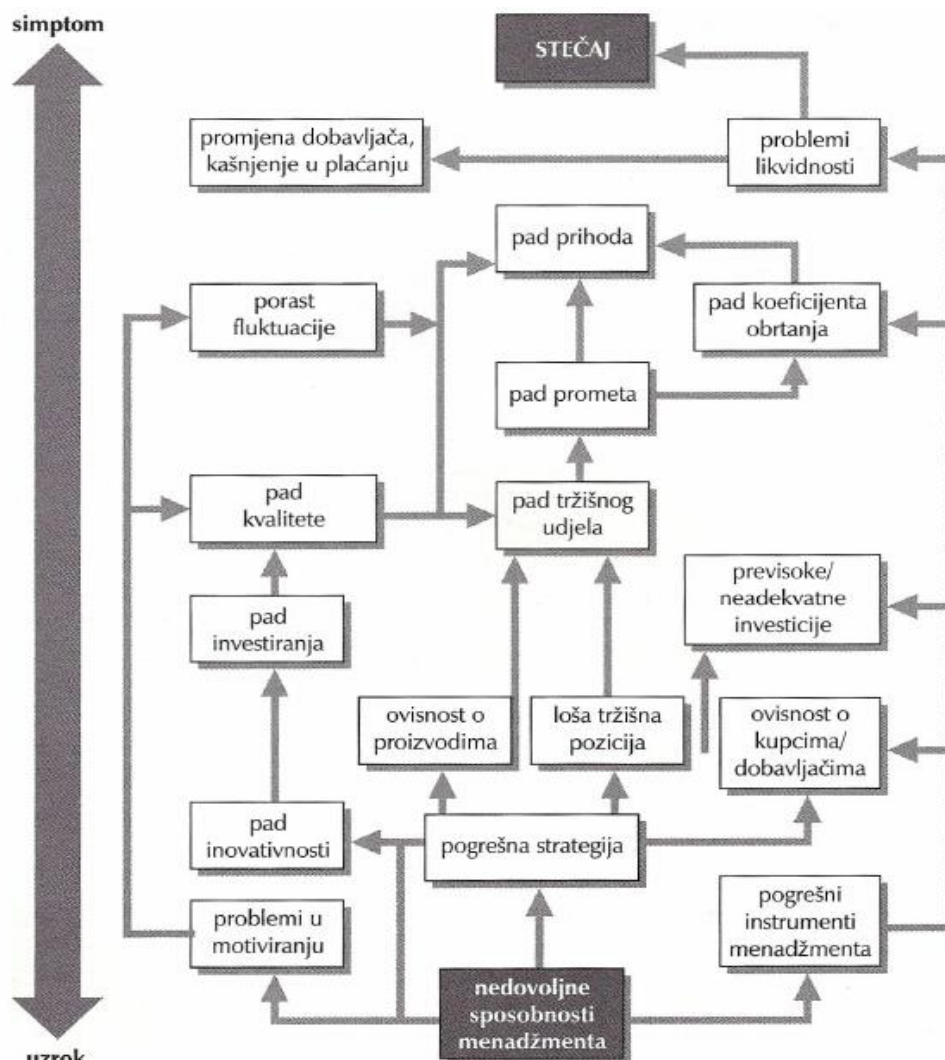 simptom
STEČAJ
promjena dobavljača,
kašnjenje u plaćanju
problemi
likvidnosti
pad prihoda
porast
fluktuacije
pad koeficijenta
obrtanja
pad prometa
pad
kvalitete
pad tržišnog
udjela
previsoke/
neadekvatne
investicije
pad
investiranja
ovisnost o
proizvodima
loša tržišna
pozicija
ovisnost o
kupcima/
dobavljačima
pad
inovativnosti
pogrešna strategija
pogrešni
instrumenti
menadžmenta
problemi u
motiviranju
nedovoljne
sposobnosti
menadžmenta
uzrok